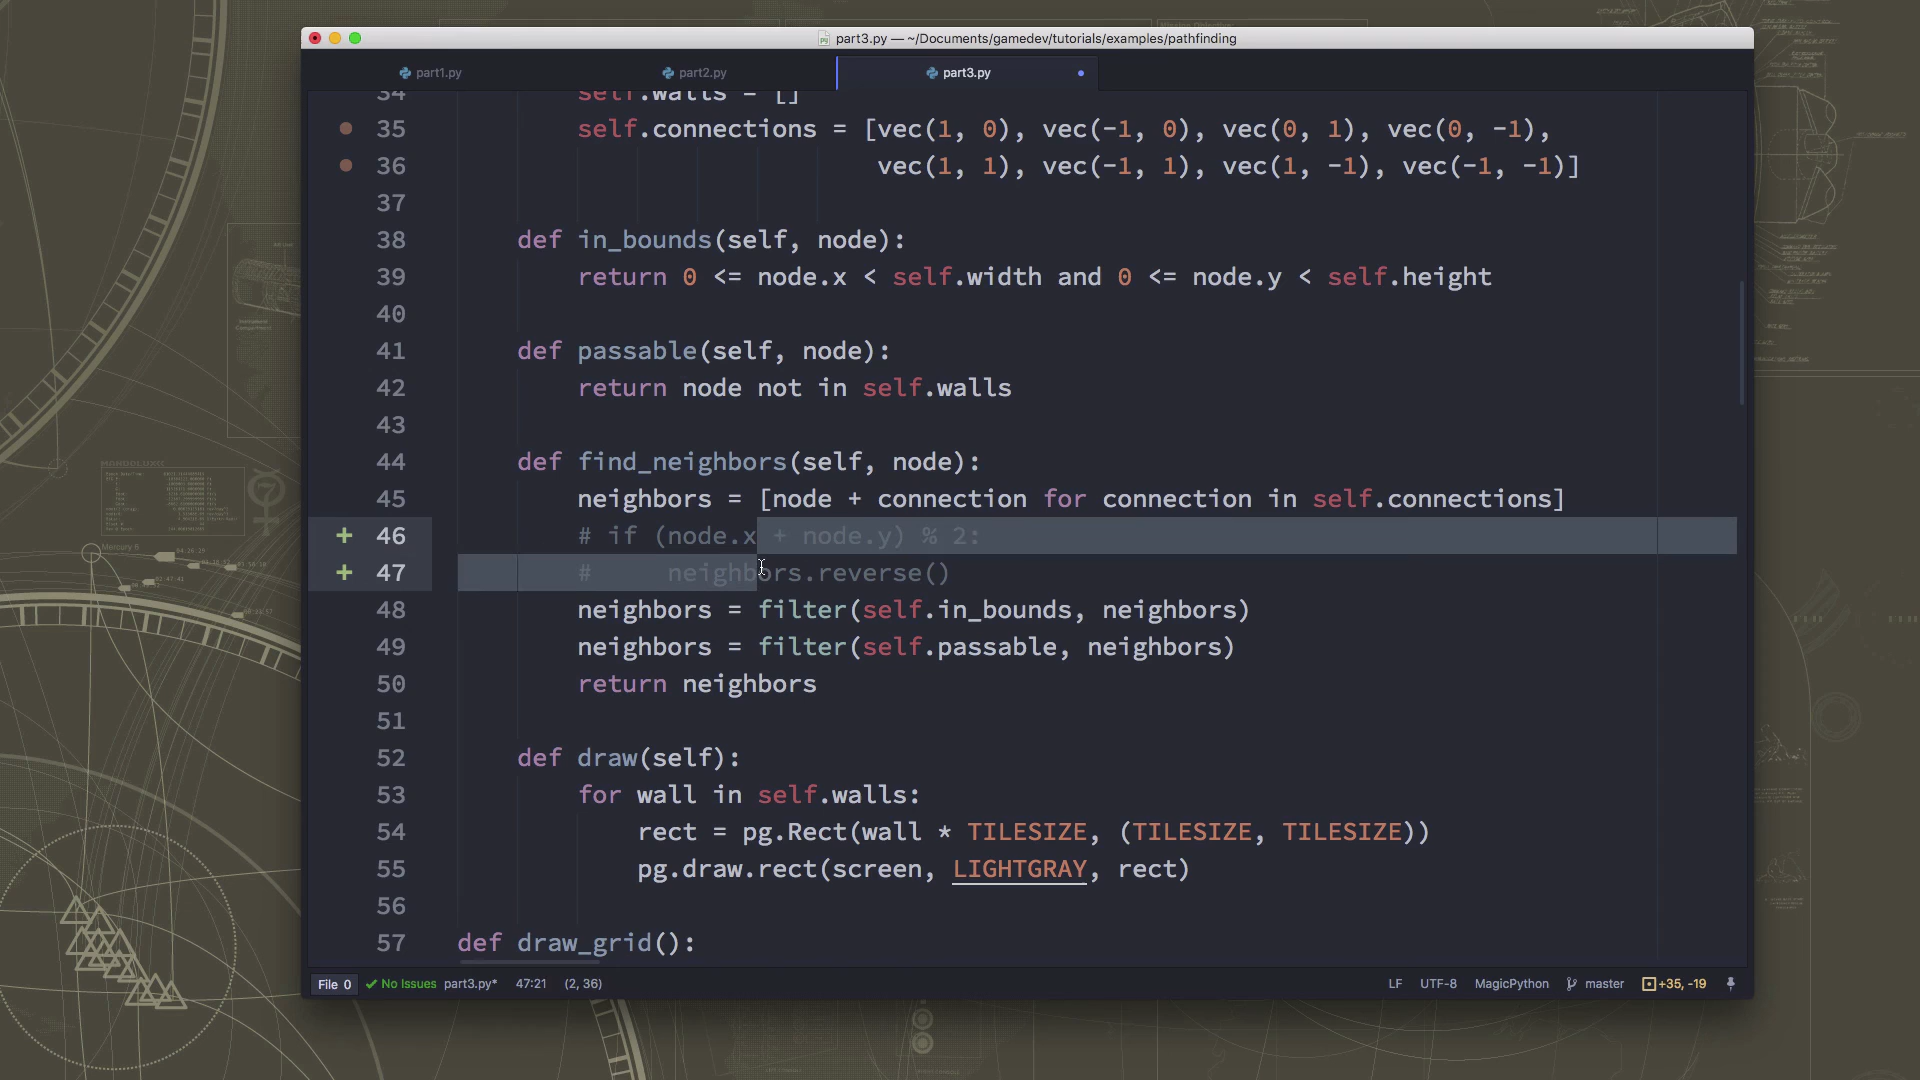 part3.py — ~/Documents/gamedev/tutorials/examples/pathfinding
part1.py
part2.py
part3.py
34 self.walls = []
35 self.connections = [vec(1, 0), vec(-1, 0), vec(0, 1), vec(0, -1),
36 vec(1, 1), vec(-1, 1), vec(1, -1), vec(-1, -1)]
37
38 def in_bounds(self, node):
39 return 0 <= node.x < self.width and 0 <= node.y < self.height
40
41 def passable(self, node):
42 return node not in self.walls
43
44 def find_neighbors(self, node):
45 neighbors = [node + connection for connection in self.connections]
+ 46 # if (node.x + node.y) % 2:
+ 47 # neighbors.reverse()
48 neighbors = filter(self.in_bounds, neighbors)
49 neighbors = filter(self.passable, neighbors)
50 return neighbors
51
52 def draw(self):
53 for wall in self.walls:
54 rect = pg.Rect(wall * TILESIZE, (TILESIZE, TILESIZE))
55 pg.draw.rect(screen, LIGHTGRAY, rect)
56
57 def draw_grid():
File 0 No Issues part3.py* 47:21 (2, 36) LF UTF-8 MagicPython master +35, -19